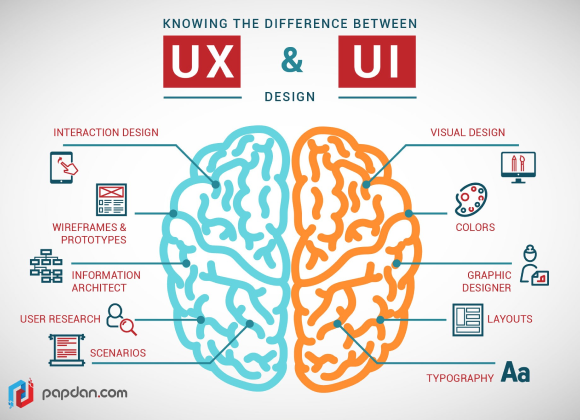 KNOWING THE DIFFERENCE BETWEEN
UX & UI
DESIGN
INTERACTION DESIGN
WIREFRAMES &
PROTOTYPES
INFORMATION
ARCHITECT
USER RESEARCH
SCENARIOS
VISUAL DESIGN
COLORS
GRAPHIC
DESIGNER
LAYOUTS
TYPOGRAPHY Aa
papdan.com